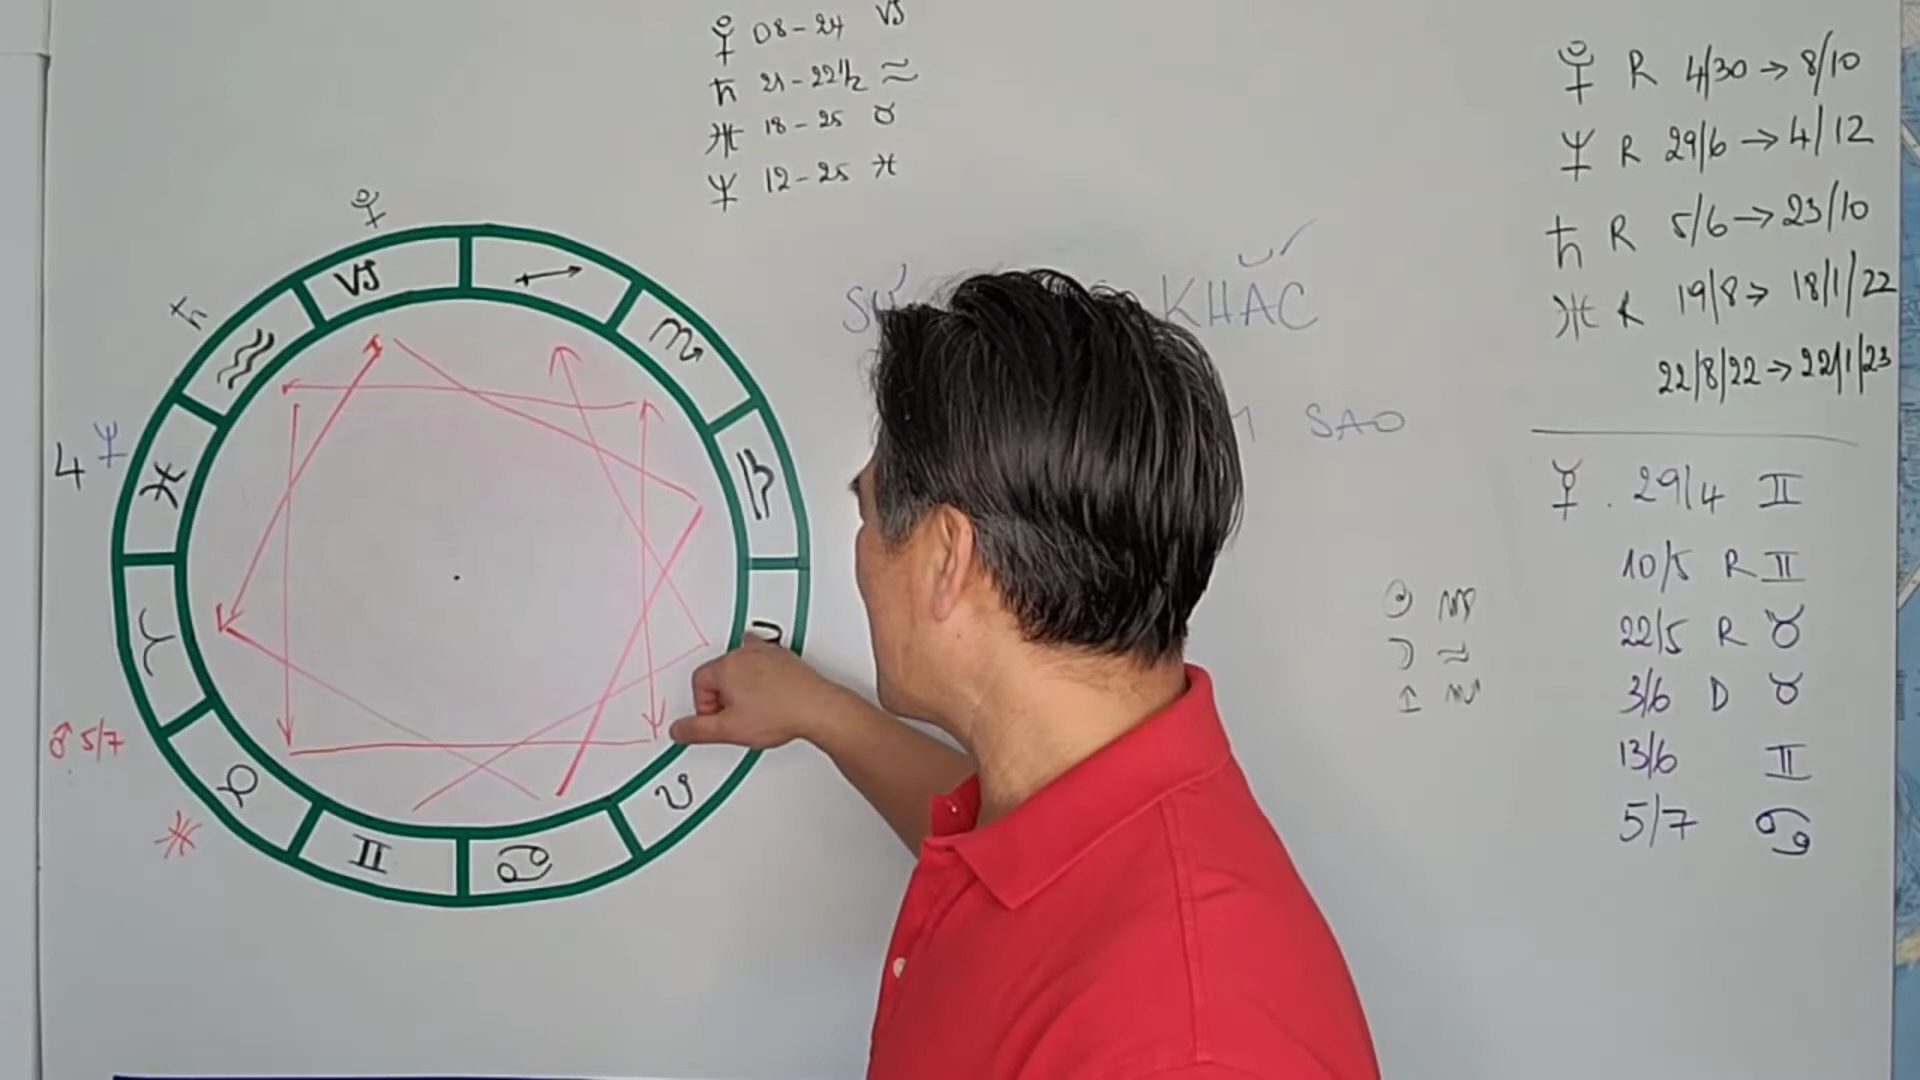 ⯓ 08-24 ♑
♄ 21-22 1/2 ♒
♅ 18-25 ♉
♆ 12-25 ♓
⯓ R 4/30 → 8/10
♆ R 29/6 → 4/12
♄ R 5/6 → 23/10
♅ R 19/8 → 18/1/22
22/8/22 → 22/1/23
☿ . 29/4 ♊
10/5 R ♊
22/5 R ♉
3/6 D ♉
13/6 ♊
5/7 ♋
KHẮC
SAO
☽ ♒
⯓
♄
♃ ♆
♂ 5/7
♅
♑ ♐ ♏ ♎ ♌ ♋ ♊ ♉ ♈ ♓ ♒